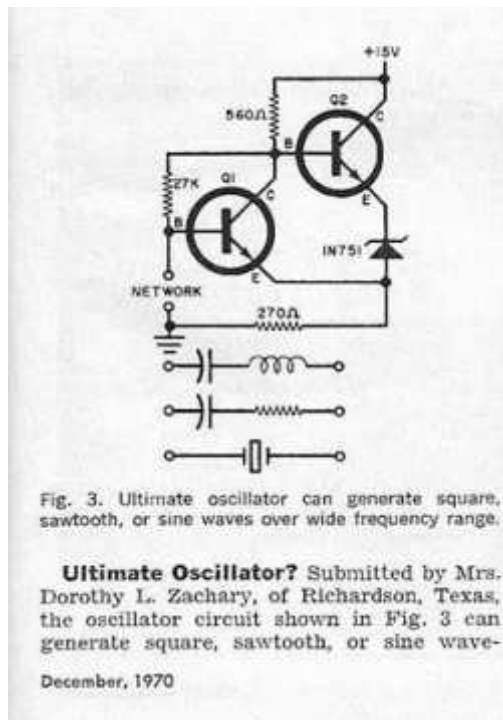 +15V
Q2
C
560Ω
B
27K
Q1
C
E
B
1N751
E
NETWORK
270Ω
Fig. 3. Ultimate oscillator can generate square,
sawtooth, or sine waves over wide frequency range.
Ultimate Oscillator? Submitted by Mrs.
Dorothy L. Zachary, of Richardson, Texas,
the oscillator circuit shown in Fig. 3 can
generate square, sawtooth, or sine wave-
December, 1970